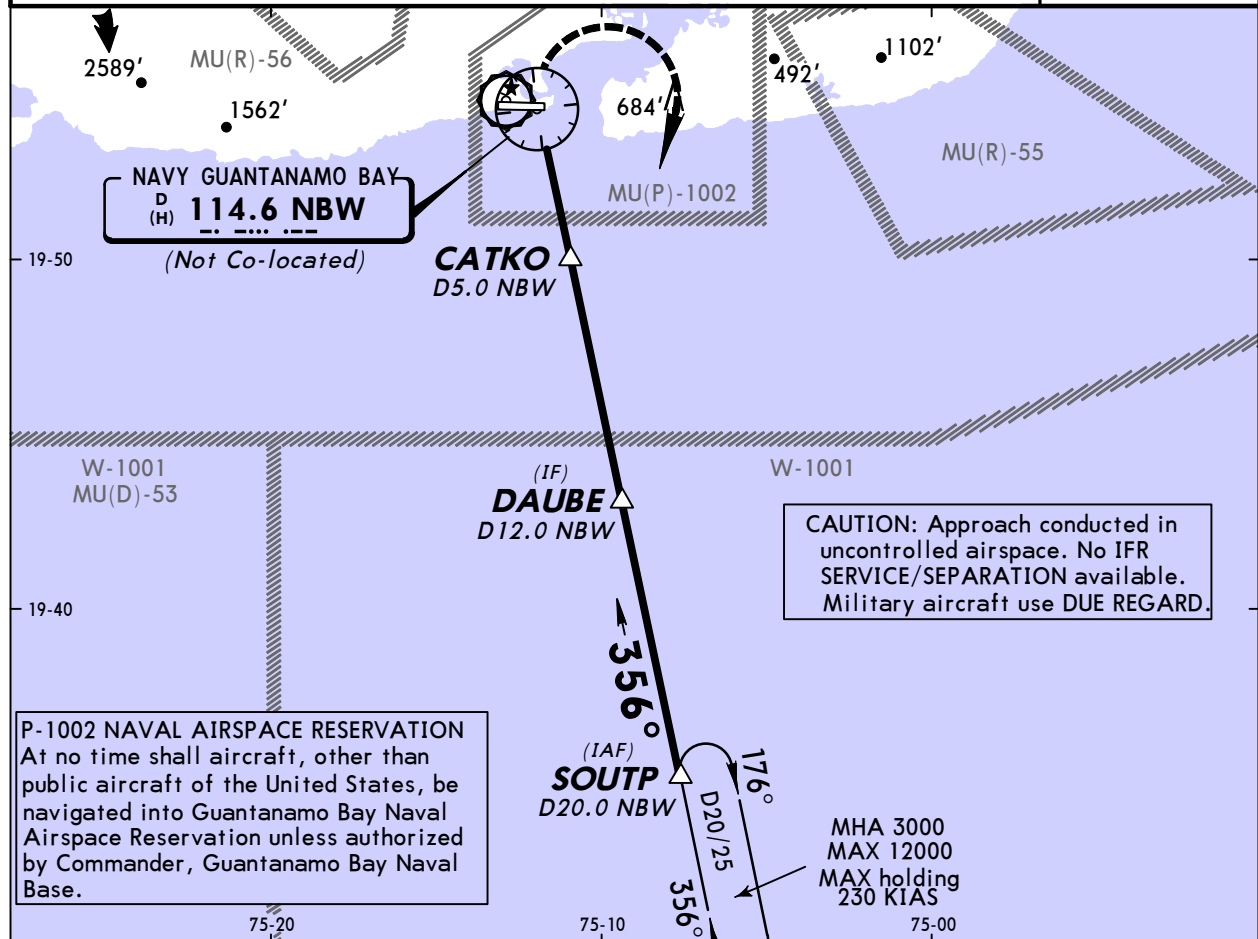 2589'
MU(R)-56
1562'
684'
492'
1102'
MU(R)-55
MU(P)-1002
NAVY GUANTANAMO BAY
D
(H) 114.6 NBW
(Not Co-located)
19-50
CATKO
D5.0 NBW
W-1001
MU(D)-53
W-1001
(IF)
DAUBE
D12.0 NBW
CAUTION: Approach conducted in
uncontrolled airspace. No IFR
SERVICE/SEPARATION available.
Military aircraft use DUE REGARD.
19-40
356°
P-1002 NAVAL AIRSPACE RESERVATION
At no time shall aircraft, other than
public aircraft of the United States, be
navigated into Guantanamo Bay Naval
Airspace Reservation unless authorized
by Commander, Guantanamo Bay Naval
Base.
(IAF)
SOUTP
D20.0 NBW
176°
D20/25
356°
MHA 3000
MAX 12000
MAX holding
230 KIAS
75-20
75-10
75-00